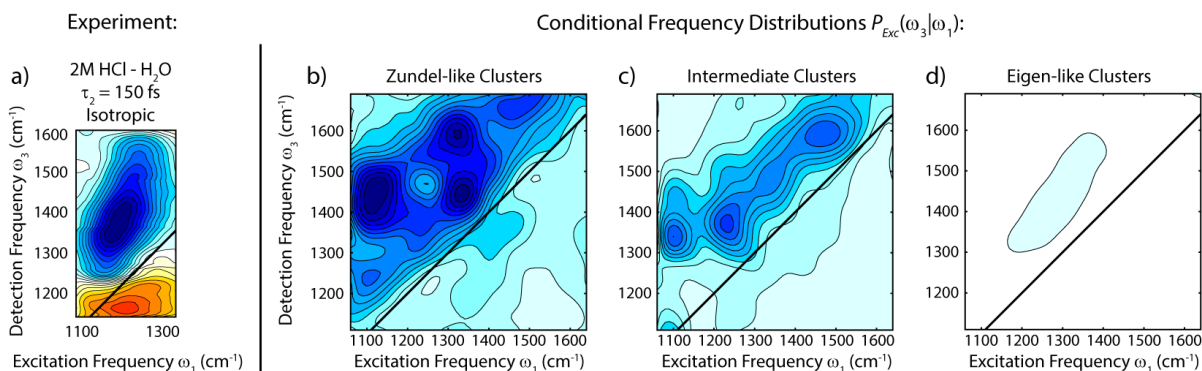 Experiment:
Conditional Frequency Distributions P_Exc(ω₃|ω₁):
a)
2M HCl - H₂O
τ₂ = 150 fs
Isotropic
Detection Frequency ω₃ (cm⁻¹)
1600
1500
1400
1300
1200
1100
1300
Excitation Frequency ω₁ (cm⁻¹)
b)
Zundel-like Clusters
Detection Frequency ω₃ (cm⁻¹)
1600
1500
1400
1300
1200
1100 1200 1300 1400 1500 1600
Excitation Frequency ω₁ (cm⁻¹)
c)
Intermediate Clusters
1600
1500
1400
1300
1200
1100 1200 1300 1400 1500 1600
Excitation Frequency ω₁ (cm⁻¹)
d)
Eigen-like Clusters
1600
1500
1400
1300
1200
1100 1200 1300 1400 1500 1600
Excitation Frequency ω₁ (cm⁻¹)